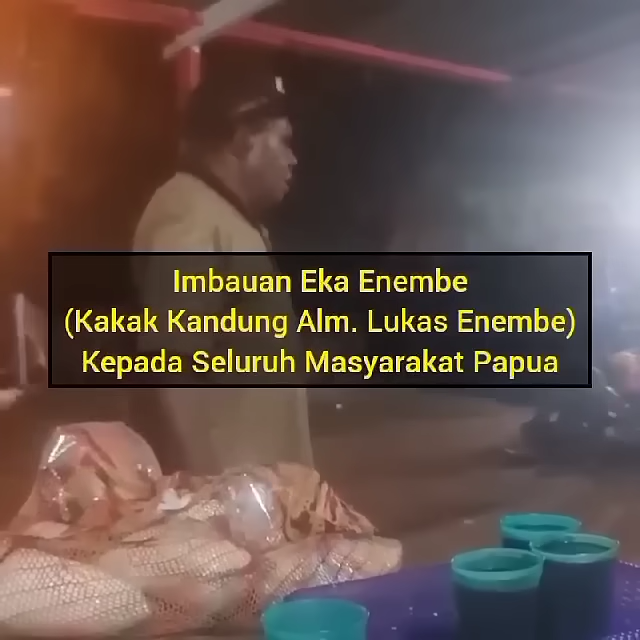 Imbauan Eka Enembe
(Kakak Kandung Alm. Lukas Enembe)
Kepada Seluruh Masyarakat Papua